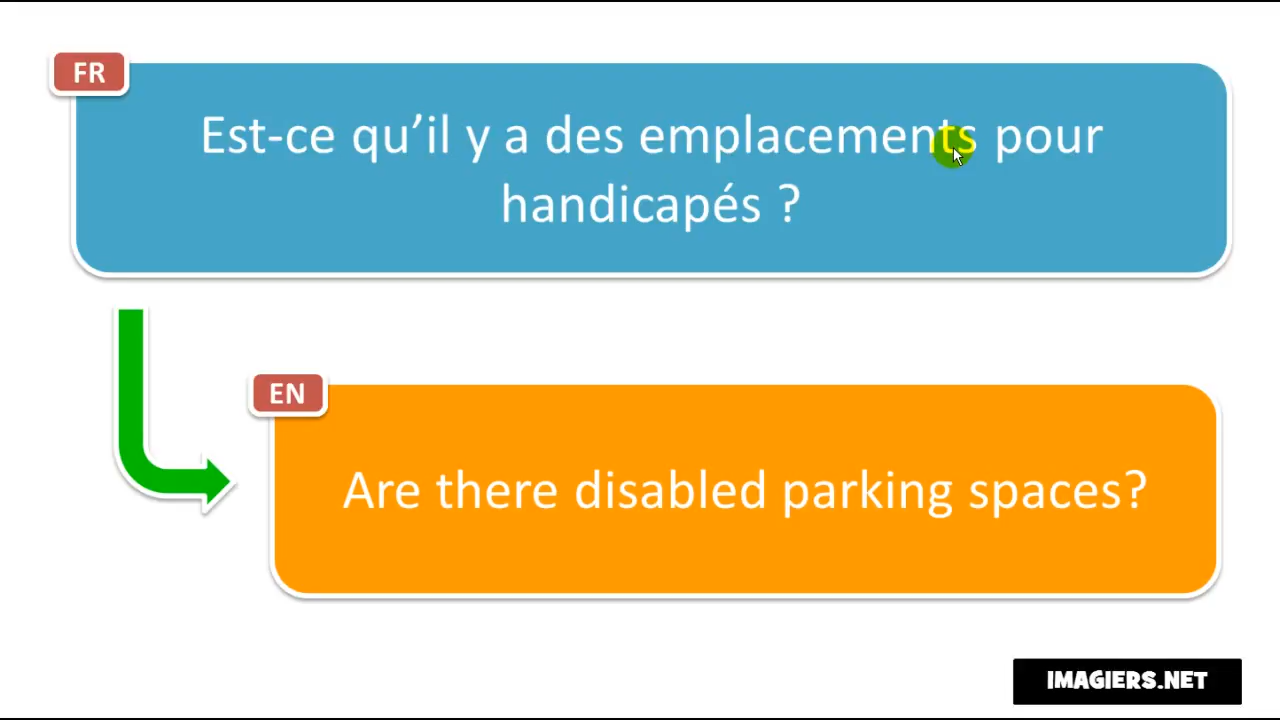 FR
Est-ce qu’il y a des emplacements pour
handicapés ?
EN
Are there disabled parking spaces?
IMAGIERS.NET